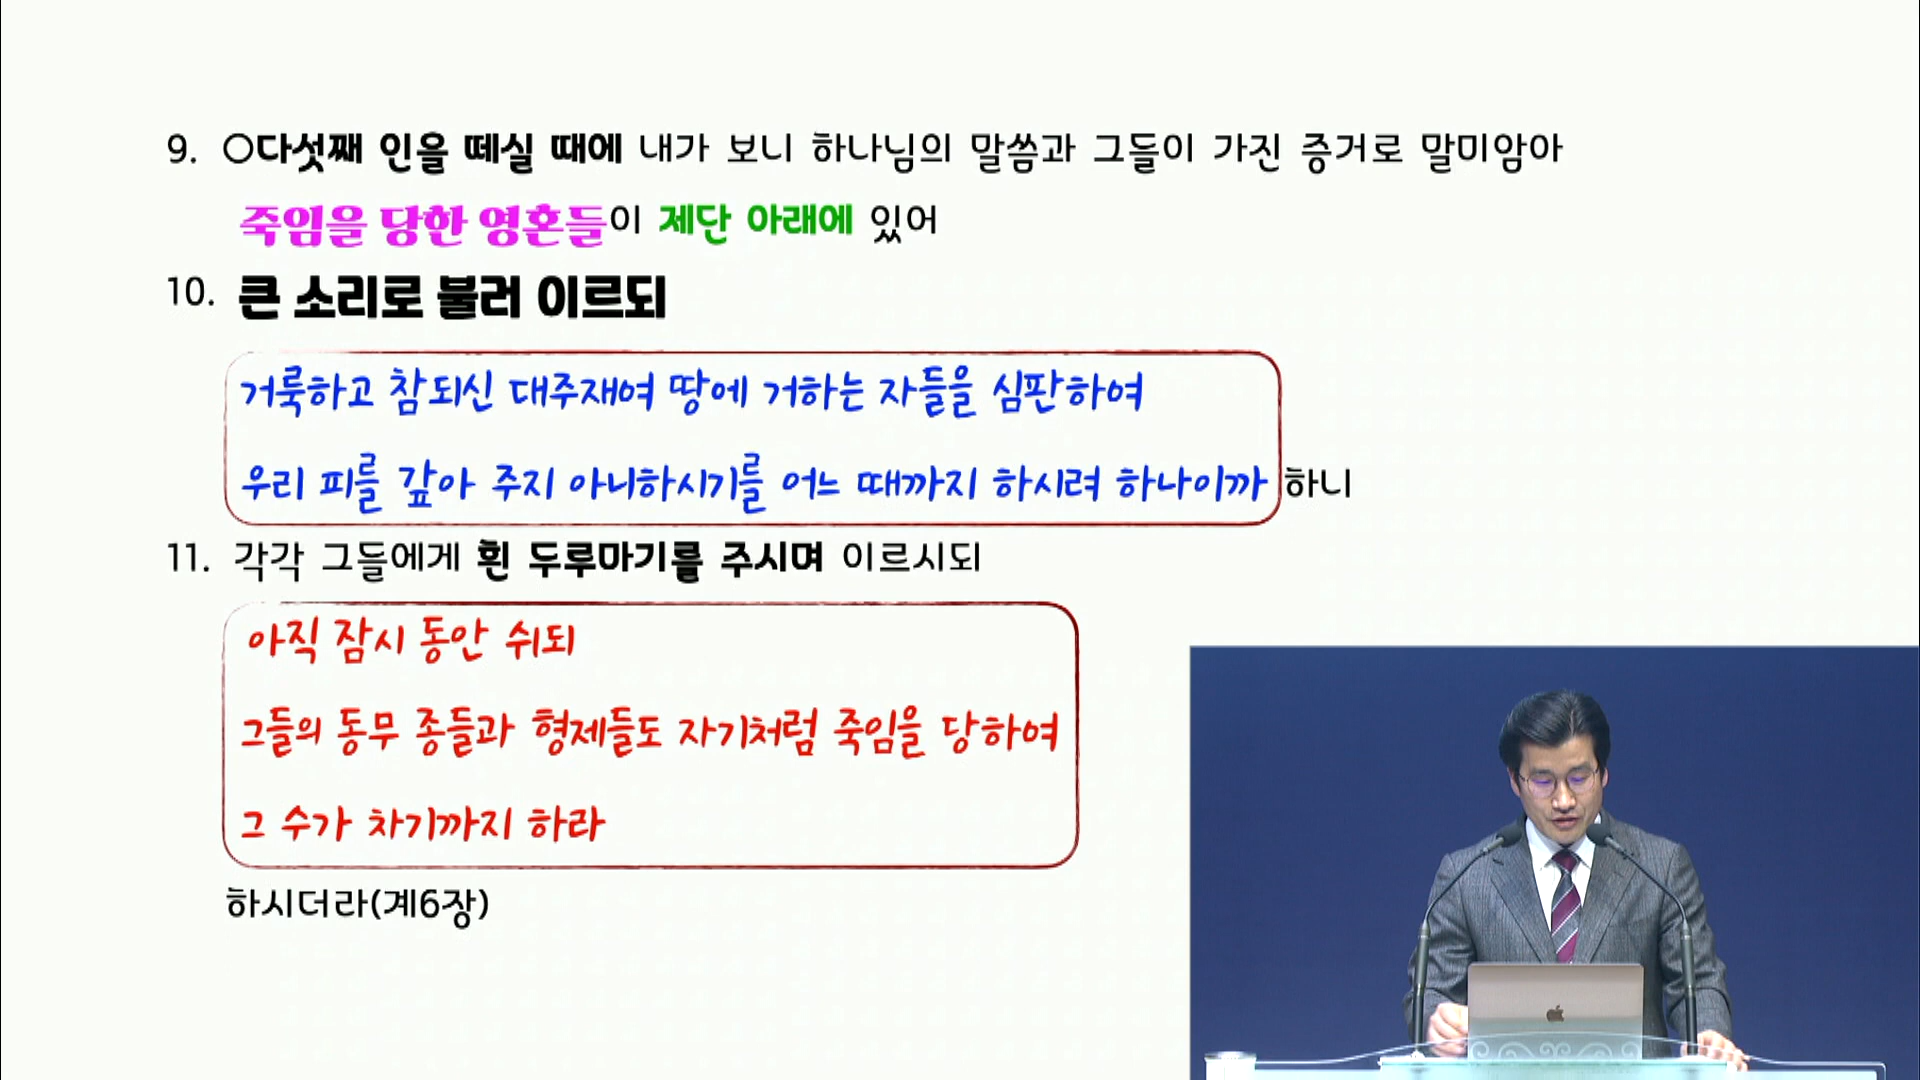 9. ○다섯째 인을 떼실 때에 내가 보니 하나님의 말씀과 그들이 가진 증거로 말미암아
죽임을 당한 영혼들이 제단 아래에 있어
10. 큰 소리로 불러 이르되
거룩하고 참되신 대주재여 땅에 거하는 자들을 심판하여
우리 피를 갚아 주지 아니하시기를 어느 때까지 하시려 하나이까 하니
11. 각각 그들에게 흰 두루마기를 주시며 이르시되
아직 잠시 동안 쉬되
그들의 동무 종들과 형제들도 자기처럼 죽임을 당하여
그 수가 차기까지 하라
하시더라(계6장)